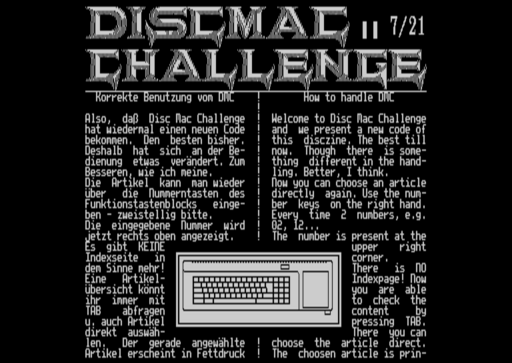 DISCMAC
CHALLENGE
7/21
Korrekte Benutzung vom DMC
Also, daß Disc Mac Challenge
hat wiedermal einen neuen Code
bekommen. Den besten bisher.
Deshalb hat sich an der Be-
dienung etwas verändert. Zum
Besseren, wie ich meine.
Die Artikel kann man wieder
über die Nummerntasten des
Funktionstastenblocks einge-
ben - zweistellig bitte.
Die eingegebene Nummer wird
jetzt rechts oben angezeigt.
Es gibt KEINE
Indexseite in
dem Sinne mehr!
Eine Artikel-
übersicht könnt
ihr immer mit
TAB abfragen
u. auch Artikel
direkt auswäh-
len. Der gerade angewählte
Artikel erscheint in Fettdruck
How to handle DMC
Welcome to Disc Mac Challenge
and we present a new code of
this disczine. The best till
now. Though there is some-
thing different in the hand-
ling. Better, I think.
Now you can choose an article
directly again. Use the num-
ber keys on the right hand.
Every time 2 numbers, e.g.
02, 12...
The number is present at the
upper right
corner.
There is NO
Indexpage! Now
you are able
to check the
content by
pressing TAB.
There you can
choose the article direct.
The choosen article is prin-